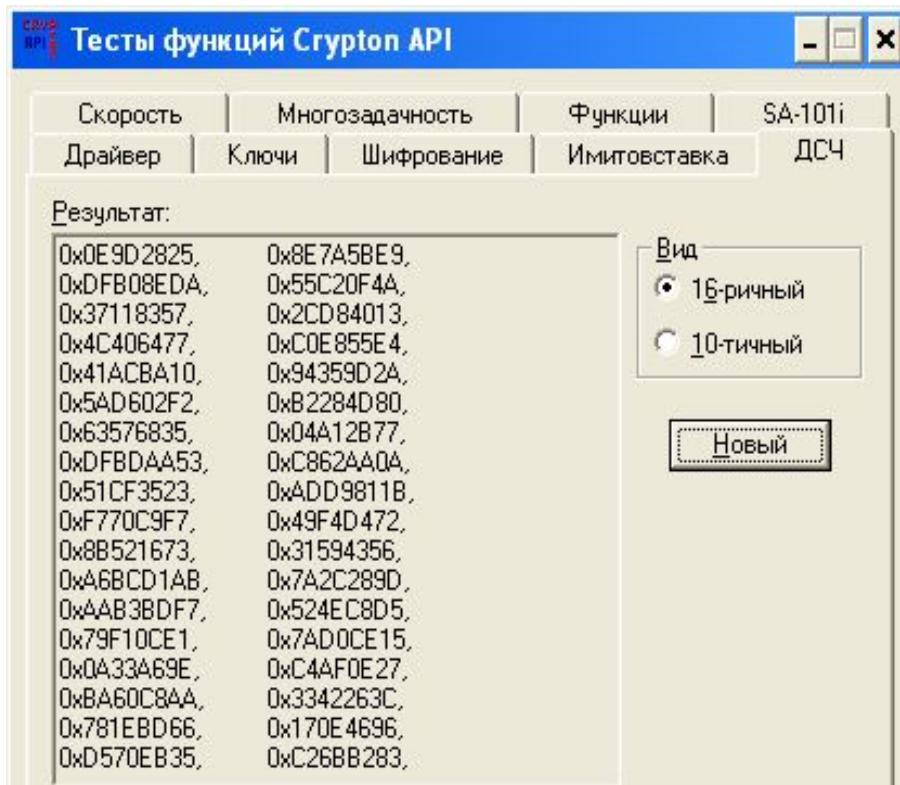 CRYP
API
Тесты функций Crypton API
Скорость Многозадачность Функции SA-101i
Драйвер Ключи Шифрование Имитовставка ДСЧ
Результат:
0x0E9D2825, 0x8E7A5BE9,
0xDFB08EDA, 0x55C20F4A,
0x37118357, 0x2CD84013,
0x4C406477, 0xC0E855E4,
0x41ACBA10, 0x94359D2A,
0x5AD602F2, 0xB2284D80,
0x63576835, 0x04A12B77,
0xDFBDAA53, 0xC862AA0A,
0x51CF3523, 0xADD9811B,
0xF770C9F7, 0x49F4D472,
0x8B521673, 0x31594356,
0xA6BCD1AB, 0x7A2C289D,
0xAAB3BDF7, 0x524EC8D5,
0x79F10CE1, 0x7AD0CE15,
0x0A33A69E, 0xC4AF0E27,
0xBA60C8AA, 0x3342263C,
0x781EBD66, 0x170E4696,
0xD570EB35, 0xC26BB283,
Вид
16-ричный
10-тичный
Новый